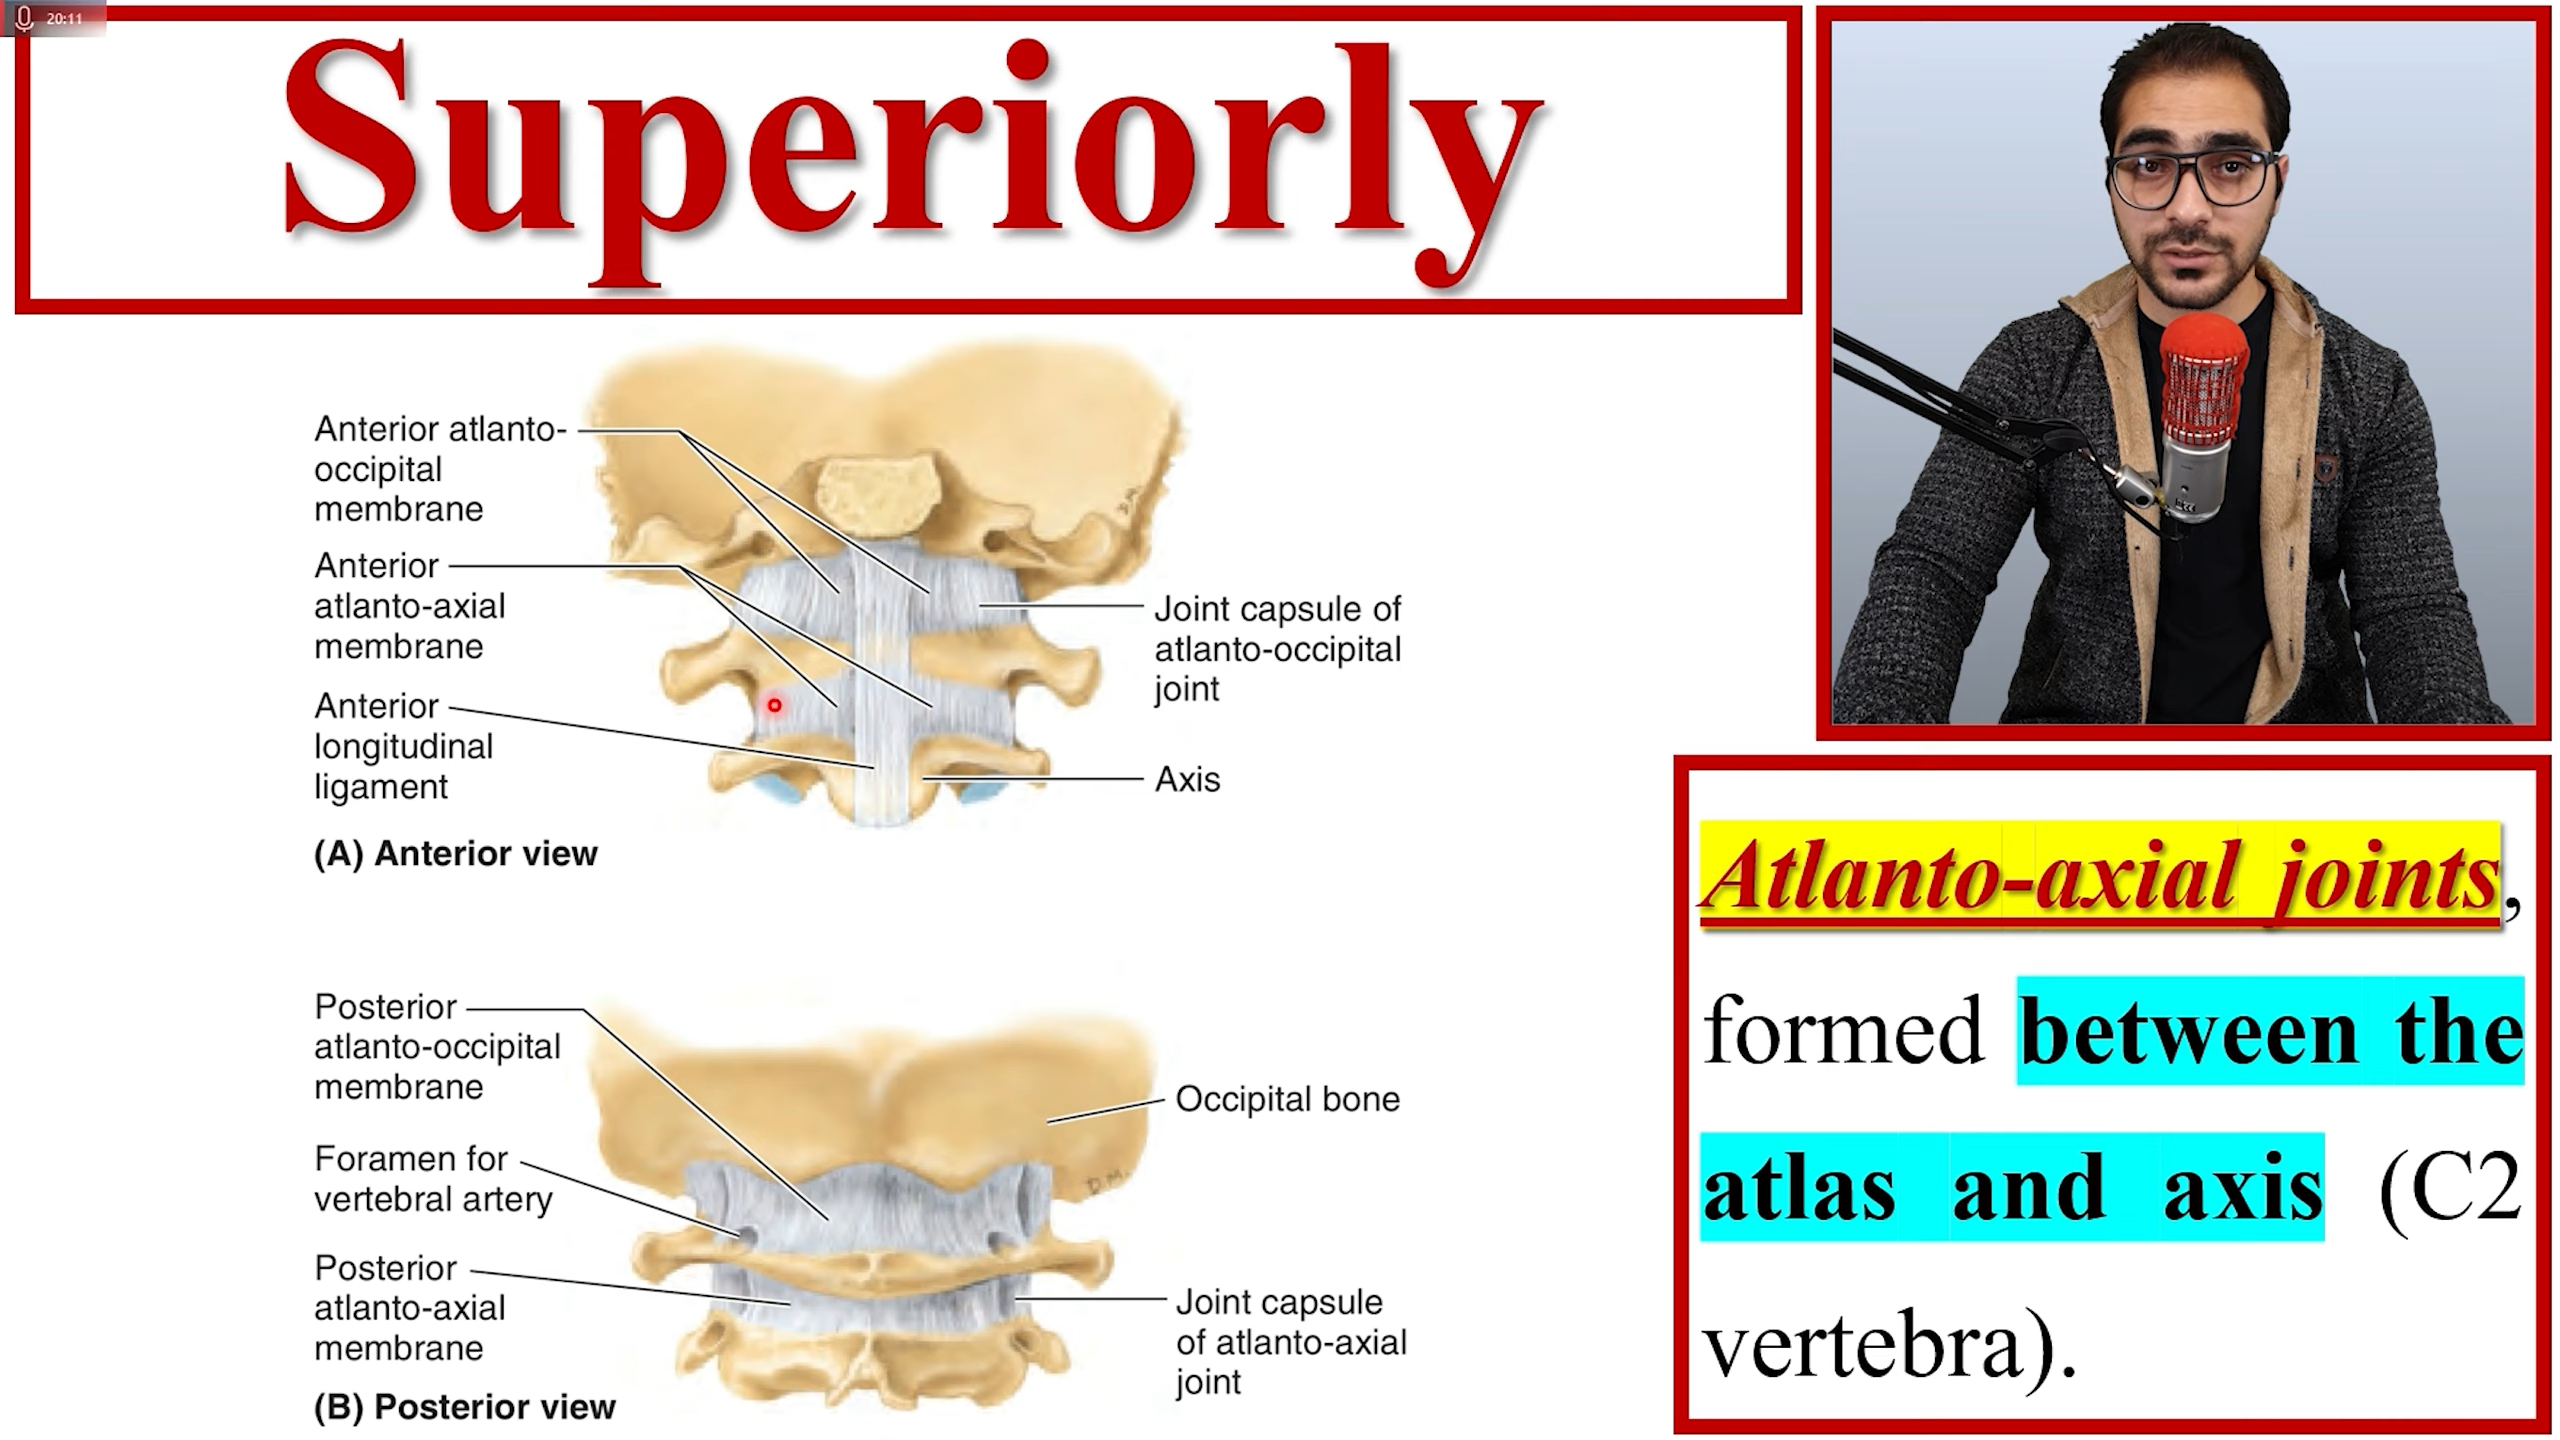 20:11
Superiorly
Anterior atlanto-
occipital
membrane
Anterior
atlanto-axial
membrane
Anterior
longitudinal
ligament
Joint capsule of
atlanto-occipital
joint
Axis
(A) Anterior view
Posterior
atlanto-occipital
membrane
Foramen for
vertebral artery
Posterior
atlanto-axial
membrane
Occipital bone
Joint capsule
of atlanto-axial
joint
(B) Posterior view
D.M.
Atlanto-axial joints,
formed between the
atlas and axis (C2
vertebra).